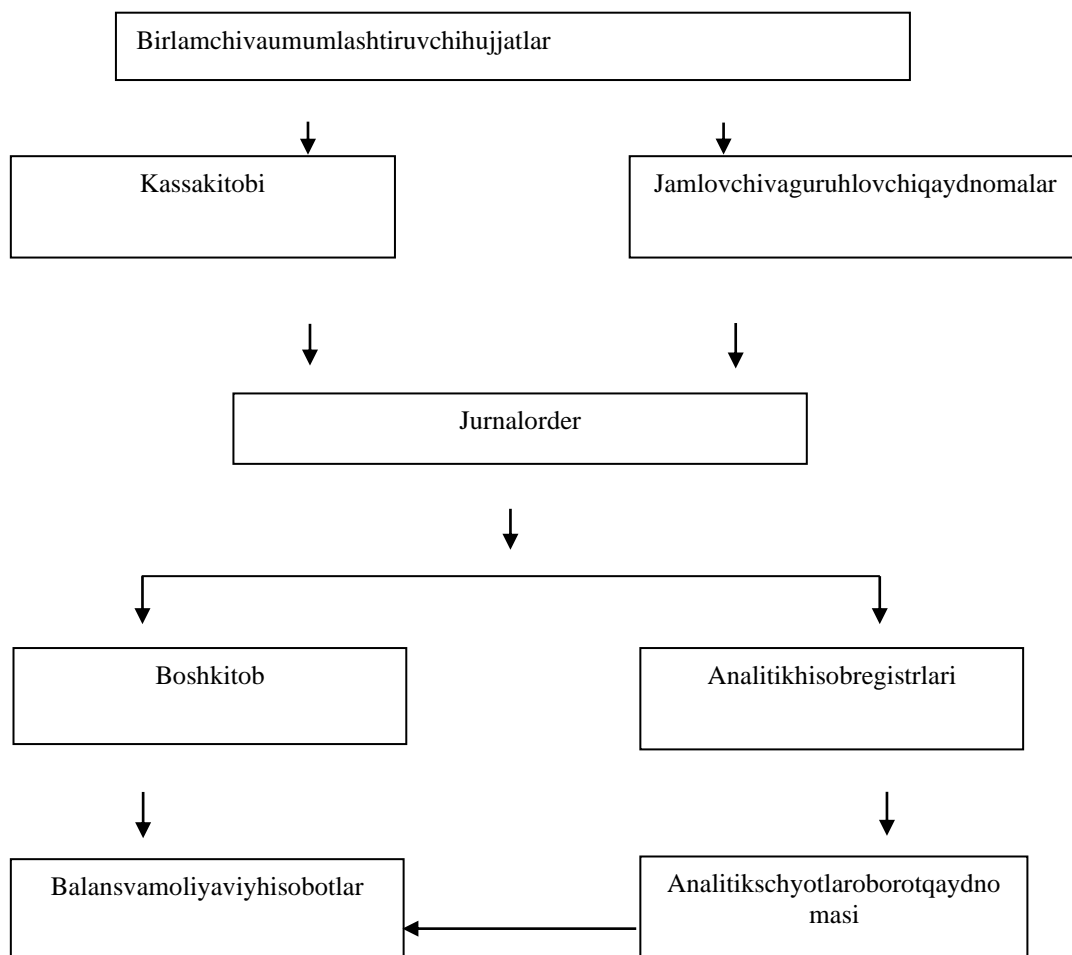 Birlamchivaumumlashtiruvchihujjatlar
Kassakitobi
Jamlovchivaguruhlovchiqaydnomalar
Jurnalorder
Boshkitob
Analitikhisobregistrlari
Balansvamoliyaviyhisobotlar
Analitikschyotlaroborotqaydno
masi